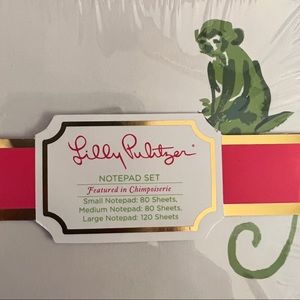 Lilly Pulitzer®
NOTEPAD SET
Featured in Chimpoiserie
Small Notepad: 80 Sheets,
Medium Notepad: 80 Sheets,
Large Notepad: 120 Sheets